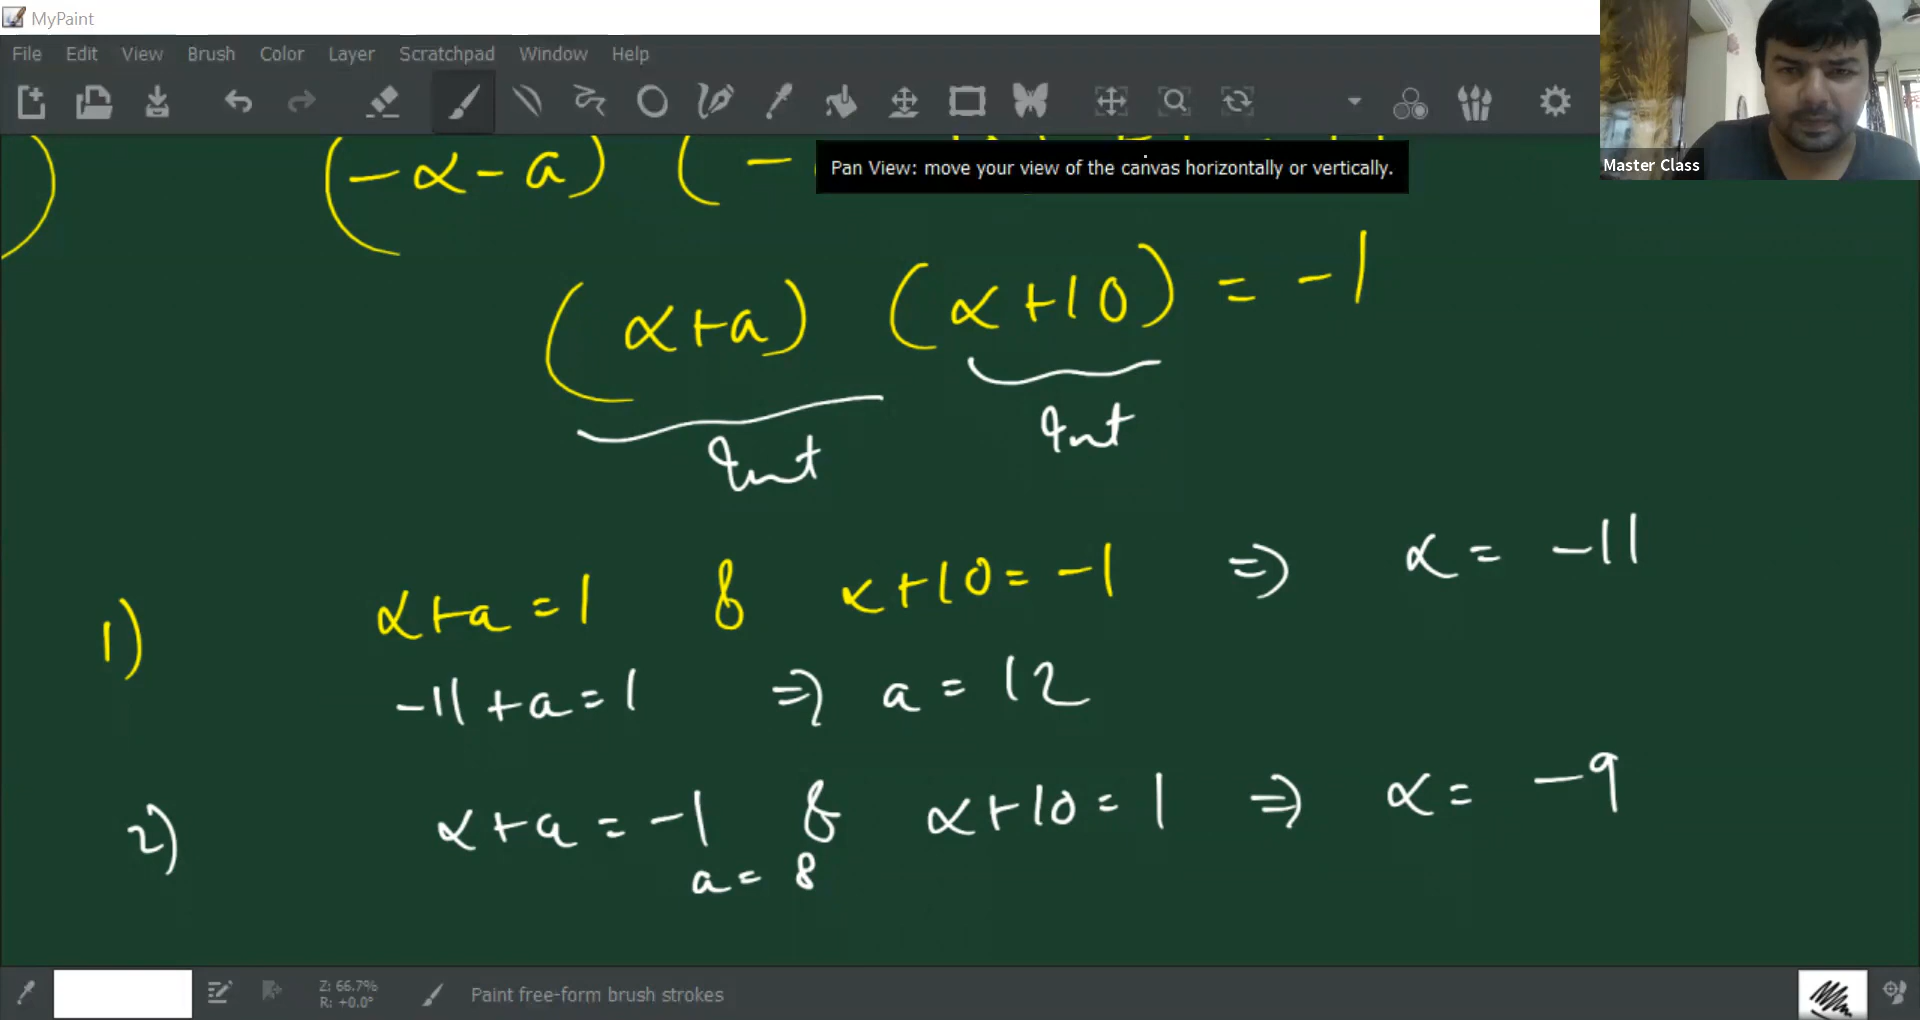 MyPaint
File Edit View Brush Color Layer Scratchpad Window Help
Master Class
Pan View: move your view of the canvas horizontally or vertically.
(-α-a) (-
(α+a) (α+10) = -1
Int Int
1) α+a=1 & α+10=-1 ⇒ α = -11
-11+a=1 ⇒ a = 12
2) α+a=-1 & α+10=1 ⇒ α = -9
a = 8
Z: 66.7%
R: +0.0°
Paint free-form brush strokes